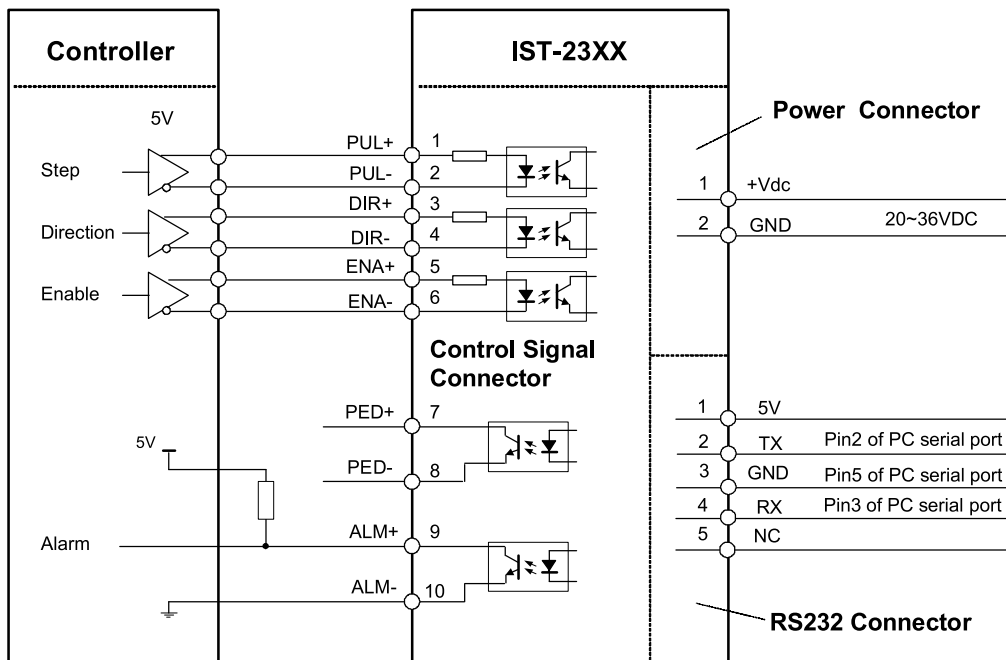 Controller
IST-23XX
5V
Step
Direction
Enable
PUL+ 1
PUL- 2
DIR+ 3
DIR- 4
ENA+ 5
ENA- 6
Control Signal
Connector
PED+ 7
PED- 8
5V
Alarm
ALM+ 9
ALM- 10
Power Connector
1 +Vdc
2 GND 20~36VDC
1 5V
2 TX Pin2 of PC serial port
3 GND Pin5 of PC serial port
4 RX Pin3 of PC serial port
5 NC
RS232 Connector